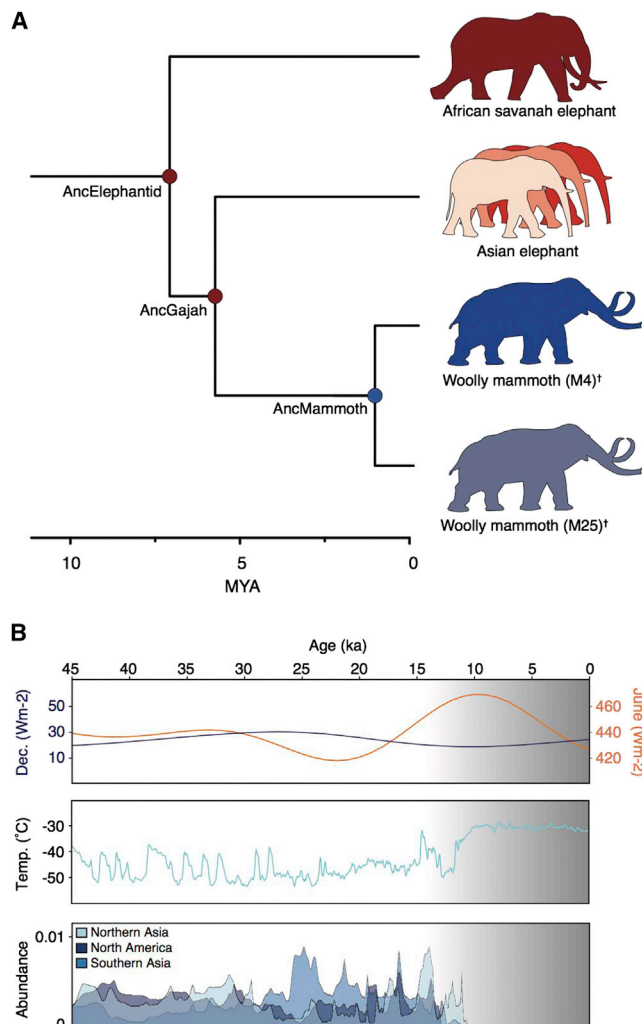 A
African savanah elephant
AncElephantid
Asian elephant
AncGajah
Woolly mammoth (M4)†
AncMammoth
Woolly mammoth (M25)†
10 5 0
MYA
B
Age (ka)
45 40 35 30 25 20 15 10 5 0
Dec. (Wm-2)
50
30
10
460
440
420
June (Wm-2)
Temp. (°C)
-30
-40
-50
Abundance
0.01
0
Northern Asia
North America
Southern Asia